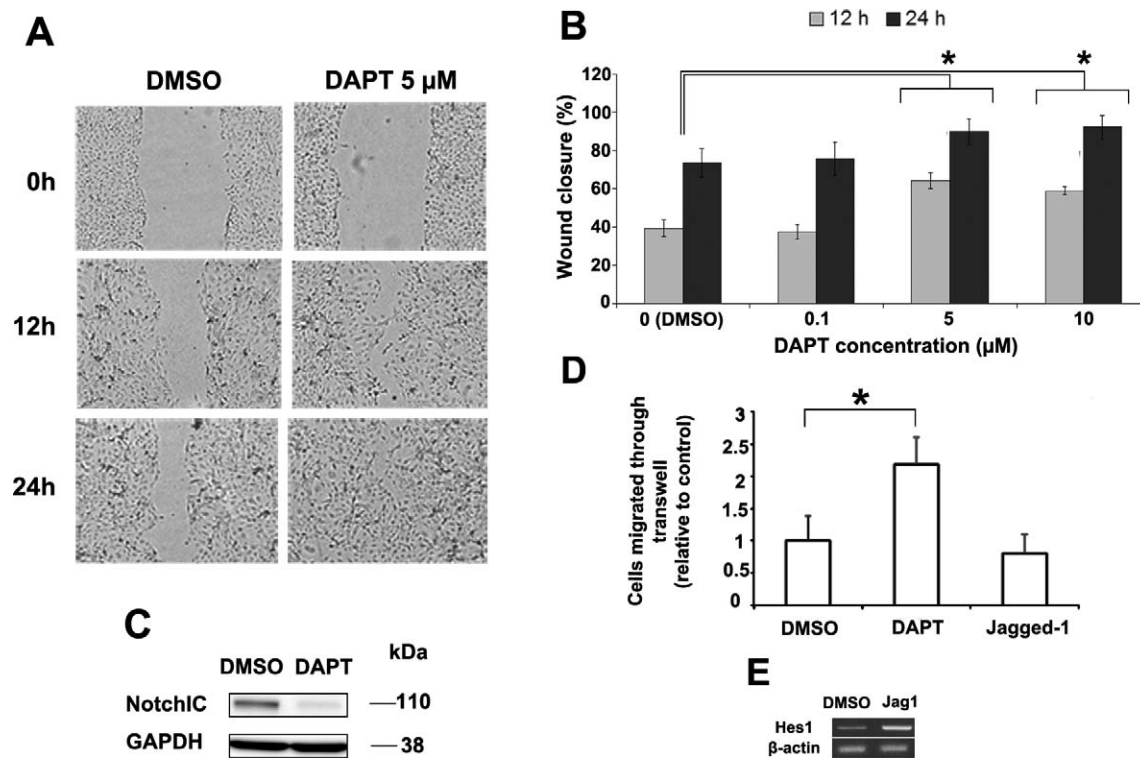 A
DMSO DAPT 5 µM
0h
12h
24h
B
12 h 24 h
* *
Wound closure (%)
120
100
80
60
40
20
0
0 (DMSO) 0.1 5 10
DAPT concentration (µM)
C
DMSO DAPT kDa
NotchIC 110
GAPDH 38
D
*
Cells migrated through
transwell
(relative to control)
3
2.5
2
1.5
1
0.5
0
DMSO DAPT Jagged-1
E
DMSO Jag1
Hes1
β-actin